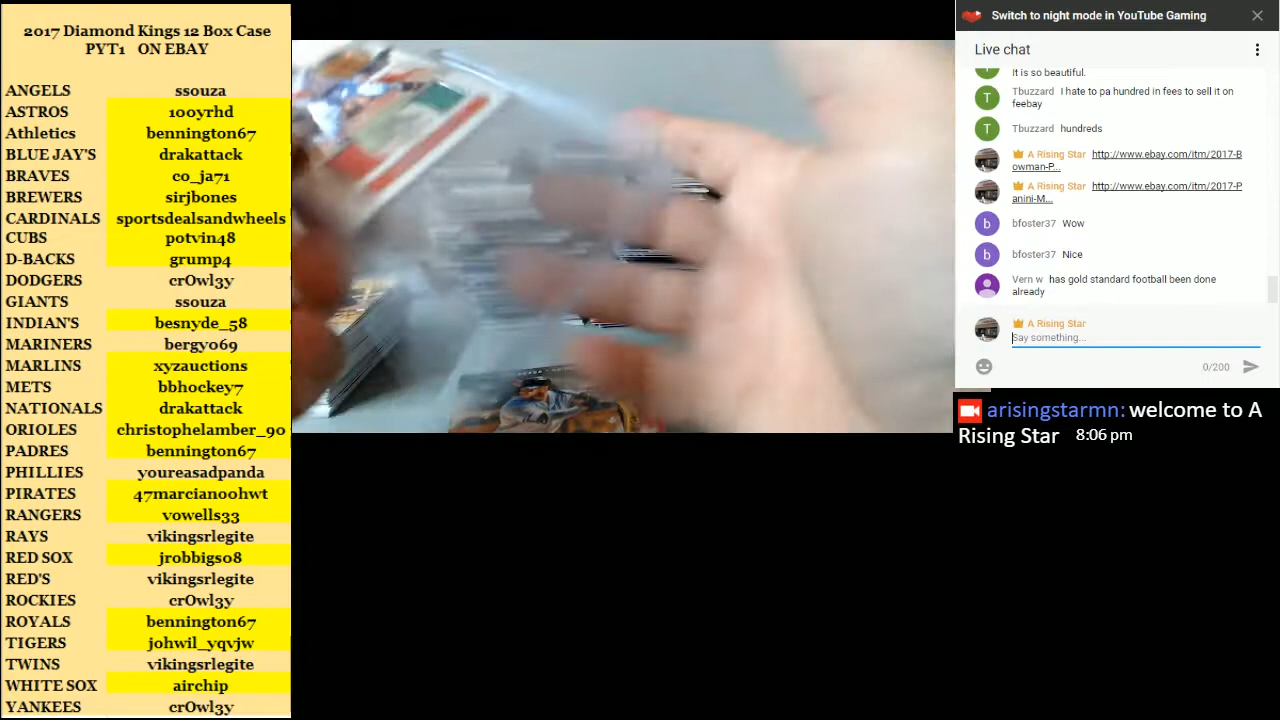 2017 Diamond Kings 12 Box Case
PYT1 ON EBAY
ANGELS ssouza
ASTROS 100yrhd
Athletics bennington67
BLUE JAY'S drakattack
BRAVES co_ja71
BREWERS sirjbones
CARDINALS sportsdealsandwheels
CUBS potvin48
D-BACKS grump4
DODGERS crOwl3y
GIANTS ssouza
INDIAN'S besnyde_58
MARINERS bergy069
MARLINS xyzauctions
METS bbhockey7
NATIONALS drakattack
ORIOLES christophelamber_90
PADRES bennington67
PHILLIES youreasadpanda
PIRATES 47marcianoohwt
RANGERS vowells33
RAYS vikingsrlegite
RED SOX jrobbigs08
RED'S vikingsrlegite
ROCKIES crOwl3y
ROYALS bennington67
TIGERS johwil_yqvjw
TWINS vikingsrlegite
WHITE SOX airchip
YANKEES crOwl3y
Switch to night mode in YouTube Gaming
Live chat
T It is so beautiful.
T Tbuzzard I hate to pa hundred in fees to sell it on
feebay
T Tbuzzard hundreds
A Rising Star http://www.ebay.com/itm/2017-B
owman-P...
A Rising Star http://www.ebay.com/itm/2017-P
anini-M...
b bfoster37 Wow
b bfoster37 Nice
Vern w has gold standard football been done
already
A Rising Star
Say something...
0/200
arisingstarmn: welcome to A
Rising Star 8:06 pm